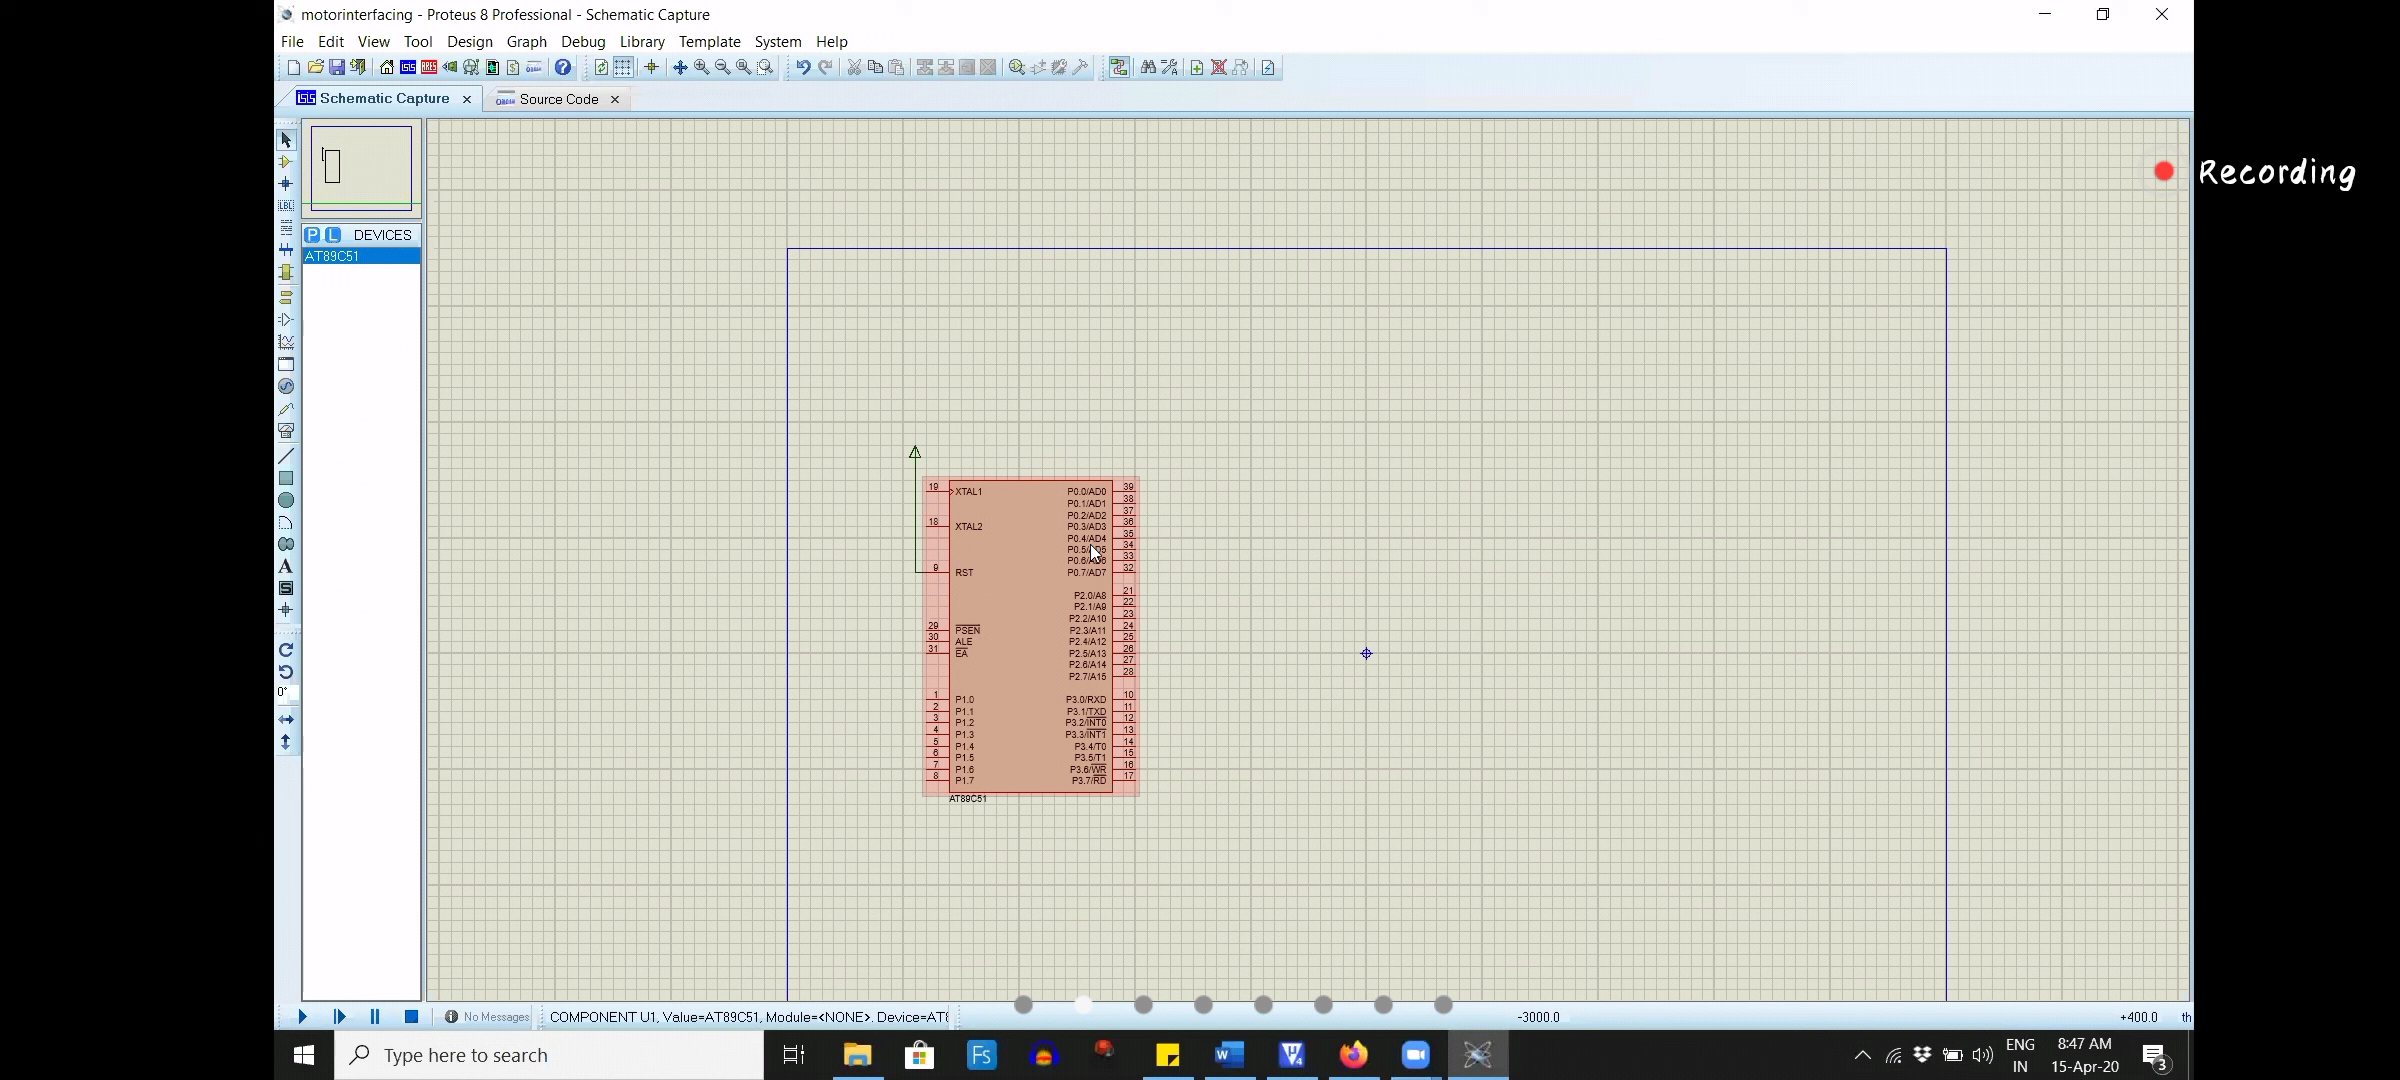 motorinterfacing - Proteus 8 Professional - Schematic Capture
File Edit View Tool Design Graph Debug Library Template System Help
Schematic Capture Source Code
Recording
P L DEVICES
AT89C51
LBL
A
S
0°
19 XTAL1 P0.0/AD0 39
P0.1/AD1 38
P0.2/AD2 37
18 XTAL2 P0.3/AD3 36
P0.4/AD4 35
34
33
9 RST P0.7/AD7 32
P2.0/A8 21
P2.1/A9 22
P2.2/A10 23
29 PSEN P2.3/A11 24
30 ALE P2.4/A12 25
31 EA P2.5/A13 26
P2.6/A14 27
P2.7/A15 28
1 P1.0 P3.0/RXD 10
2 P1.1 P3.1/TXD 11
3 P1.2 P3.2/INT0 12
4 P1.3 P3.3/INT1 13
5 P1.4 P3.4/T0 14
6 P1.5 P3.5/T1 15
7 P1.6 P3.6/WR 16
8 P1.7 P3.7/RD 17
AT89C51
No Messages COMPONENT U1, Value=AT89C51, Module=<NONE>, Device=AT8 -3000.0 +400.0 th
Type here to search Fs W ENG 8:47 AM
IN 15-Apr-20 3